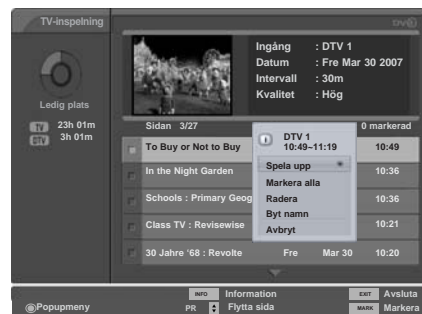 TV-inspelning
DVR
Ingång : DTV 1
Datum : Fre Mar 30 2007
Intervall : 30m
Kvalitet : Hög
Ledig plats
TV 23h 01m
DTV 3h 01m
Sidan 3/27
0 markerad
To Buy or Not to Buy
10:49
In the Night Garden
10:36
Schools : Primary Geog
10:36
Class TV : Revisewise
10:21
30 Jahre '68 : Revolte Fre Mar 30 10:20
DTV 1
10:49~11:19
Spela upp
Markera alla
Radera
Byt namn
Avbryt
INFO Information
EXIT Avsluta
Popupmeny
PR Flytta sida
MARK Markera